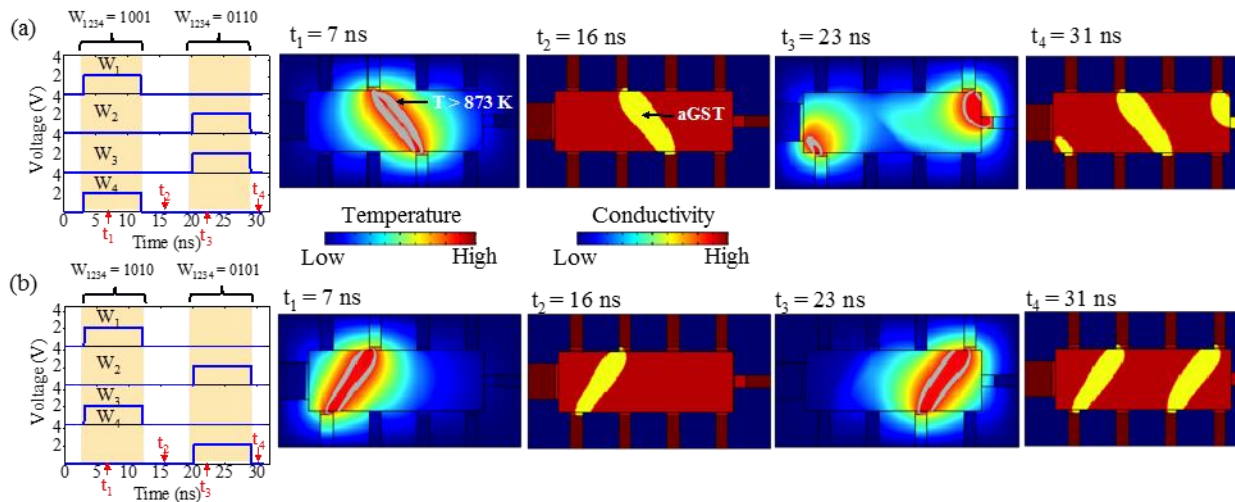 (a)
W1234 = 1001
W1234 = 0110
Voltage (V)
4
2
W1
4
2
W2
4
2
W3
4
2
W4
t2
t4
0
5
10
15
20
25
30
t1
t3
Time (ns)
t1 = 7 ns
T > 873 K
t2 = 16 ns
aGST
t3 = 23 ns
t4 = 31 ns
Temperature
Low
High
Conductivity
Low
High
(b)
W1234 = 1010
W1234 = 0101
Voltage (V)
4
2
W1
4
2
W2
4
2
W3
4
W4
2
t2
t4
0
5
10
15
20
25
30
t1
t3
Time (ns)
t1 = 7 ns
t2 = 16 ns
t3 = 23 ns
t4 = 31 ns